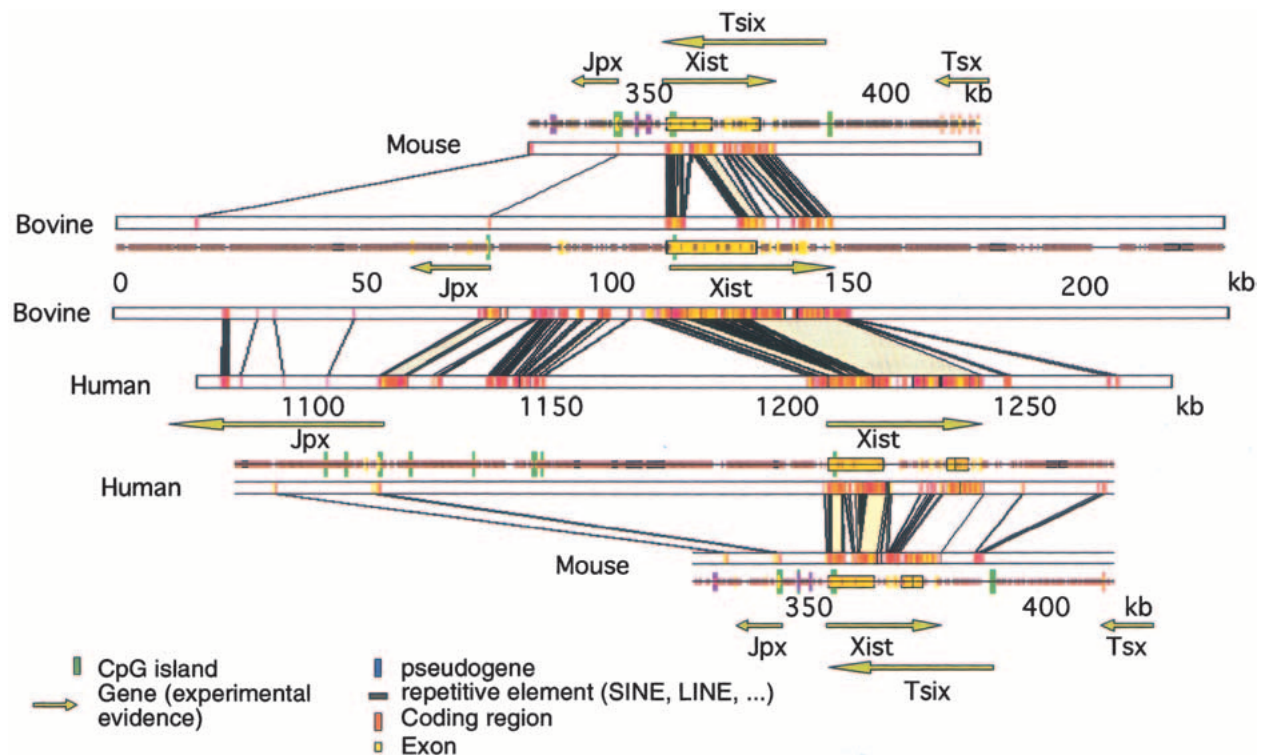 Tsix
Jpx Xist Tsx
350 400 kb
Mouse
Bovine
0 50 Jpx 100 Xist 150 200 kb
Bovine
Human
1100 1150 1200 1250 kb
Jpx Xist
Human
Mouse
350 400 kb
Jpx Xist Tsx
Tsix
CpG island
Gene (experimental
evidence)
pseudogene
repetitive element (SINE, LINE, ...)
Coding region
Exon